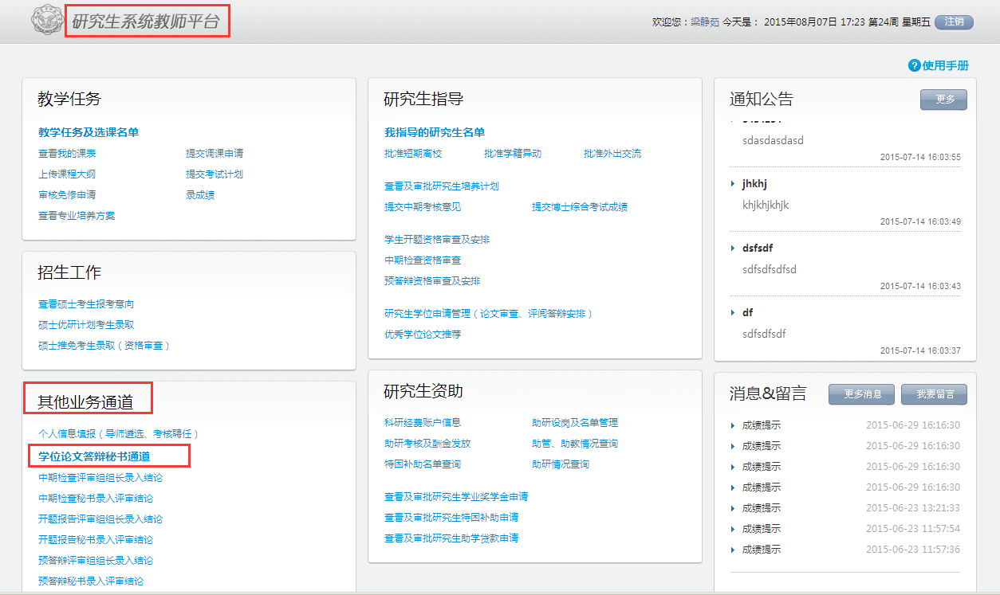 研究生系统教师平台
欢迎您：梁静茹 今天是： 2015年08月07日 17:23 第24周 星期五 注销
使用手册
教学任务
教学任务及选课名单
查看我的课表 提交调课申请
上传课程大纲 提交考试计划
审核免修申请 录成绩
查看专业培养方案
招生工作
查看硕士考生报考意向
硕士优研计划考生录取
硕士推免考生录取（资格审查）
其他业务通道
个人信息填报（导师遴选、考核聘任）
学位论文答辩秘书通道
中期检查评审组组长录入结论
中期检查秘书录入评审结论
开题报告评审组组长录入结论
开题报告秘书录入评审结论
预答辩评审组组长录入结论
预答辩秘书录入评审结论
研究生指导
我指导的研究生名单
批准短期离校 批准学籍异动 批准外出交流
查看及审批研究生培养计划
提交中期考核意见 提交博士综合考试成绩
学生开题资格审查及安排
中期检查资格审查
预答辩资格审查及安排
研究生学位申请管理（论文审查、评阅答辩安排）
优秀学位论文推荐
研究生资助
科研经费账户信息 助研设岗及名单管理
助研考核及酬金发放 助管、助教情况查询
特困补助名单查询 助研情况查询
查看及审批研究生学业奖学金申请
查看及审批研究生特困补助申请
查看及审批研究生助学贷款申请
通知公告 更多
sdasdasdasd
2015-07-14 16:03:55
jhkhj
khjkhjkhjk
2015-07-14 16:03:49
dsfsdf
sdfsdfsdfsd
2015-07-14 16:03:43
df
sdfsdfsdf
2015-07-14 16:03:37
消息&留言 更多消息 我要留言
成绩提示 2015-06-29 16:16:30
成绩提示 2015-06-29 16:16:30
成绩提示 2015-06-29 16:16:30
成绩提示 2015-06-29 16:16:30
成绩提示 2015-06-23 13:21:33
成绩提示 2015-06-23 11:57:54
成绩提示 2015-06-23 11:57:36